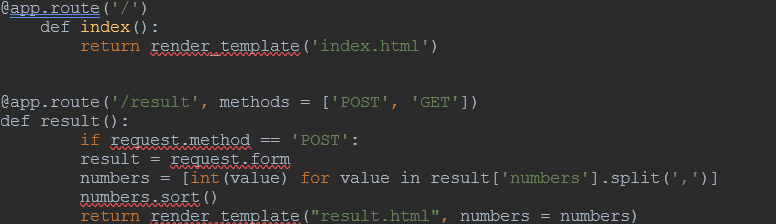 @app.route('/')
    def index():
        return render_template('index.html')
@app.route('/result', methods = ['POST', 'GET'])
def result():
        if request.method == 'POST':
        result = request.form
        numbers = [int(value) for value in result['numbers'].split(',')]
        numbers.sort()
        return render_template("result.html", numbers = numbers)